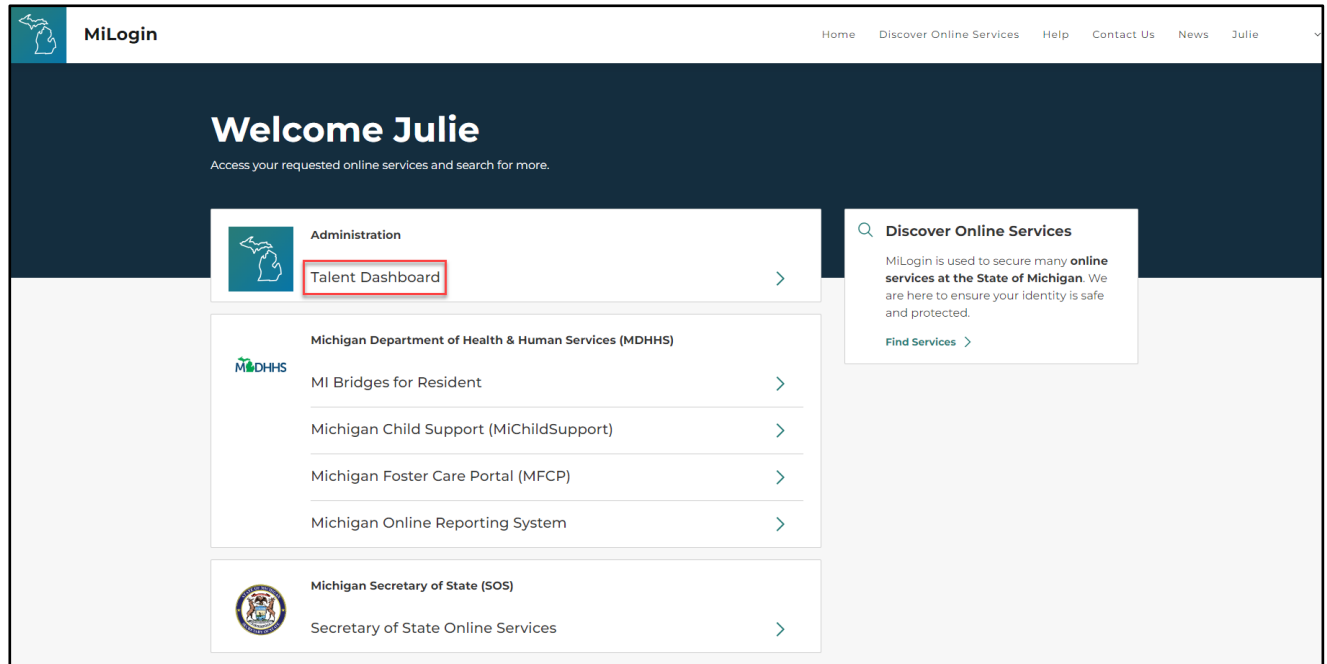 MiLogin
Home Discover Online Services Help Contact Us News Julie
Welcome Julie
Access your requested online services and search for more.
Administration
Talent Dashboard
Michigan Department of Health & Human Services (MDHHS)
MDHHS
MI Bridges for Resident
Michigan Child Support (MiChildSupport)
Michigan Foster Care Portal (MFCP)
Michigan Online Reporting System
Michigan Secretary of State (SOS)
Secretary of State Online Services
Discover Online Services
MiLogin is used to secure many online
services at the State of Michigan. We
are here to ensure your identity is safe
and protected.
Find Services